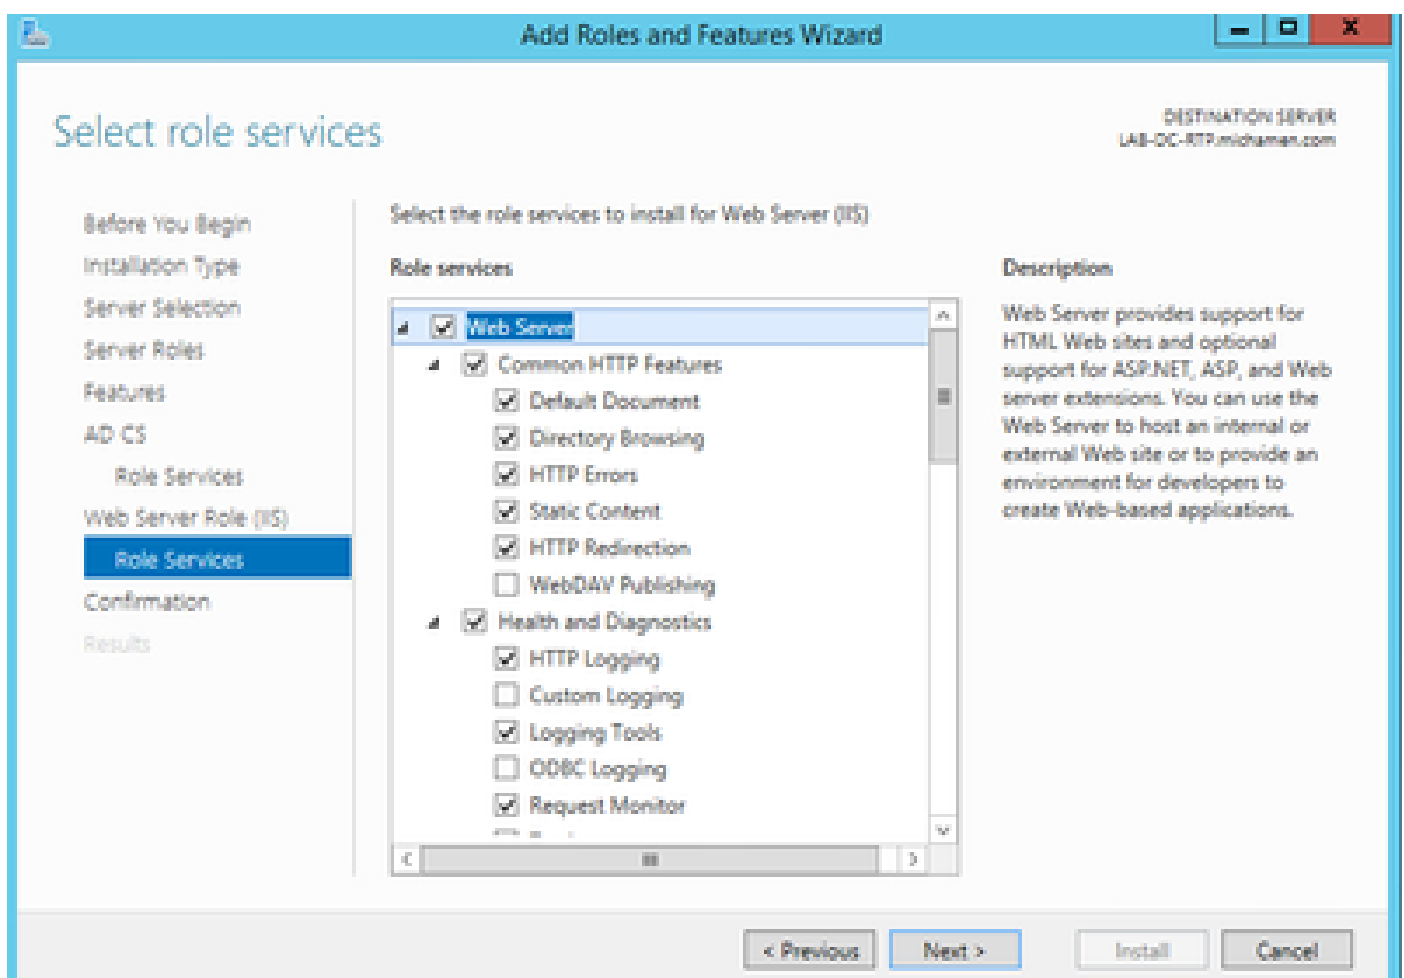 Add Roles and Features Wizard
X
Select role services
DESTINATION SERVER
LAB-DC-RTP.michamen.com
Before You Begin
Installation Type
Server Selection
Server Roles
Features
AD CS
Role Services
Web Server Role (IIS)
Role Services
Confirmation
Results
Select the role services to install for Web Server (IIS)
Role services
Web Server
Common HTTP Features
Default Document
Directory Browsing
HTTP Errors
Static Content
HTTP Redirection
WebDAV Publishing
Health and Diagnostics
HTTP Logging
Custom Logging
Logging Tools
ODBC Logging
Request Monitor
Description
Web Server provides support for
HTML Web sites and optional
support for ASP.NET, ASP, and Web
server extensions. You can use the
Web Server to host an internal or
external Web site or to provide an
environment for developers to
create Web-based applications.
< Previous
Next >
Install
Cancel